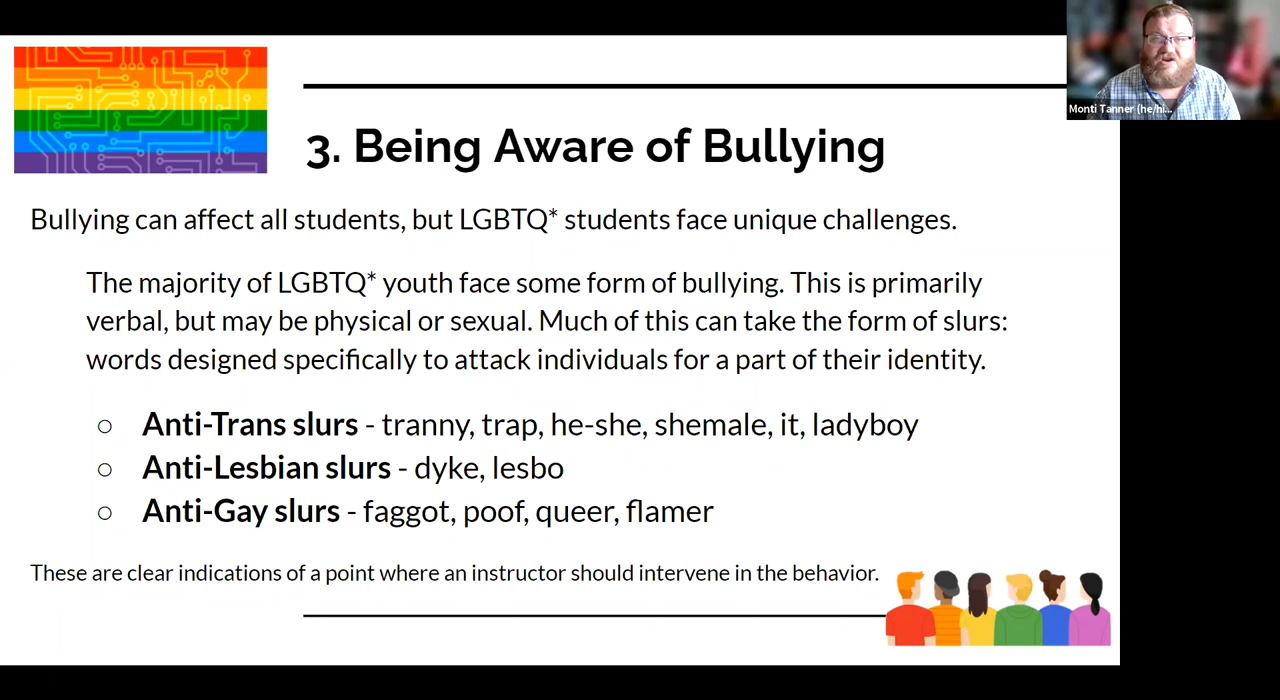 Monti Tanner (he/hi...
3. Being Aware of Bullying
Bullying can affect all students, but LGBTQ* students face unique challenges.
The majority of LGBTQ* youth face some form of bullying. This is primarily
verbal, but may be physical or sexual. Much of this can take the form of slurs:
words designed specifically to attack individuals for a part of their identity.
○ Anti-Trans slurs - tranny, trap, he-she, shemale, it, ladyboy
○ Anti-Lesbian slurs - dyke, lesbo
○ Anti-Gay slurs - faggot, poof, queer, flamer
These are clear indications of a point where an instructor should intervene in the behavior.